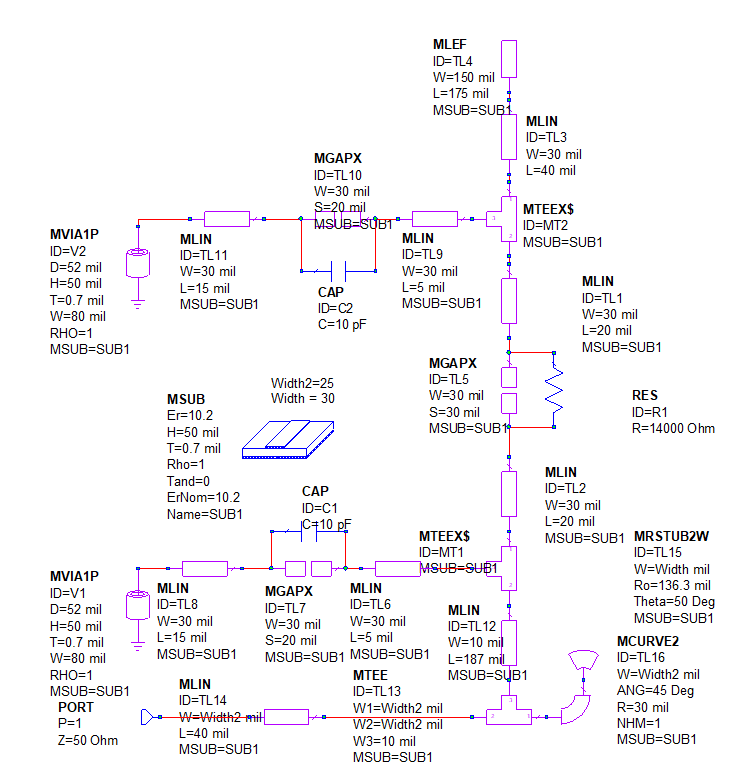 MLEF
ID=TL4
W=150 mil
L=175 mil
MSUB=SUB1
MLIN
ID=TL3
W=30 mil
L=40 mil
MGAPX
ID=TL10
W=30 mil
S=20 mil
MSUB=SUB1
3
1
2
MTEEX$
ID=MT2
MSUB=SUB1
MVIA1P
ID=V2
D=52 mil
H=50 mil
T=0.7 mil
W=80 mil
RHO=1
MSUB=SUB1
MLIN
ID=TL11
W=30 mil
L=15 mil
MSUB=SUB1
MLIN
ID=TL9
W=30 mil
L=5 mil
MSUB=SUB1
CAP
ID=C2
C=10 pF
MLIN
ID=TL1
W=30 mil
L=20 mil
MSUB=SUB1
MGAPX
ID=TL5
W=30 mil
S=30 mil
MSUB=SUB1
RES
ID=R1
R=14000 Ohm
Width2=25
Width = 30
MSUB
Er=10.2
H=50 mil
T=0.7 mil
Rho=1
Tand=0
ErNom=10.2
Name=SUB1
MLIN
ID=TL2
W=30 mil
L=20 mil
MSUB=SUB1
CAP
ID=C1
C=10 pF
MTEEX$
ID=MT1
MSUB=SUB1
3
1
2
MRSTUB2W
ID=TL15
W=Width mil
Ro=136.3 mil
Theta=50 Deg
MSUB=SUB1
MVIA1P
ID=V1
D=52 mil
H=50 mil
T=0.7 mil
W=80 mil
RHO=1
MSUB=SUB1
MLIN
ID=TL8
W=30 mil
L=15 mil
MSUB=SUB1
MGAPX
ID=TL7
W=30 mil
S=20 mil
MSUB=SUB1
MLIN
ID=TL6
W=30 mil
L=5 mil
MSUB=SUB1
MLIN
ID=TL12
W=10 mil
L=187 mil
MSUB=SUB1
MCURVE2
ID=TL16
W=Width2 mil
ANG=45 Deg
R=30 mil
NHM=1
MSUB=SUB1
PORT
P=1
Z=50 Ohm
MLIN
ID=TL14
W=Width2 mil
L=40 mil
MSUB=SUB1
MTEE
ID=TL13
W1=Width2 mil
W2=Width2 mil
W3=10 mil
MSUB=SUB1
3
2
1